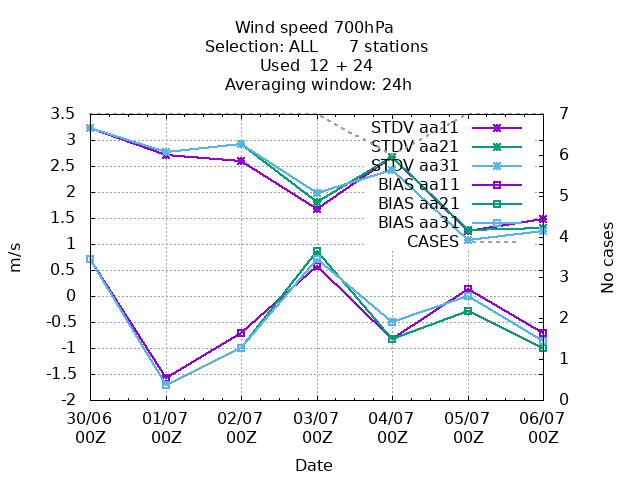 Wind speed 700hPa
Selection: ALL 7 stations
Used 12 + 24
Averaging window: 24h
3.5
3
2.5
2
1.5
1
0.5
0
-0.5
-1
-1.5
-2
m/s
7
6
5
4
3
2
1
0
No cases
STDV aa11
STDV aa21
STDV aa31
BIAS aa11
BIAS aa21
BIAS aa31
CASES
30/06 01/07 02/07 03/07 04/07 05/07 06/07
00Z 00Z 00Z 00Z 00Z 00Z 00Z
Date